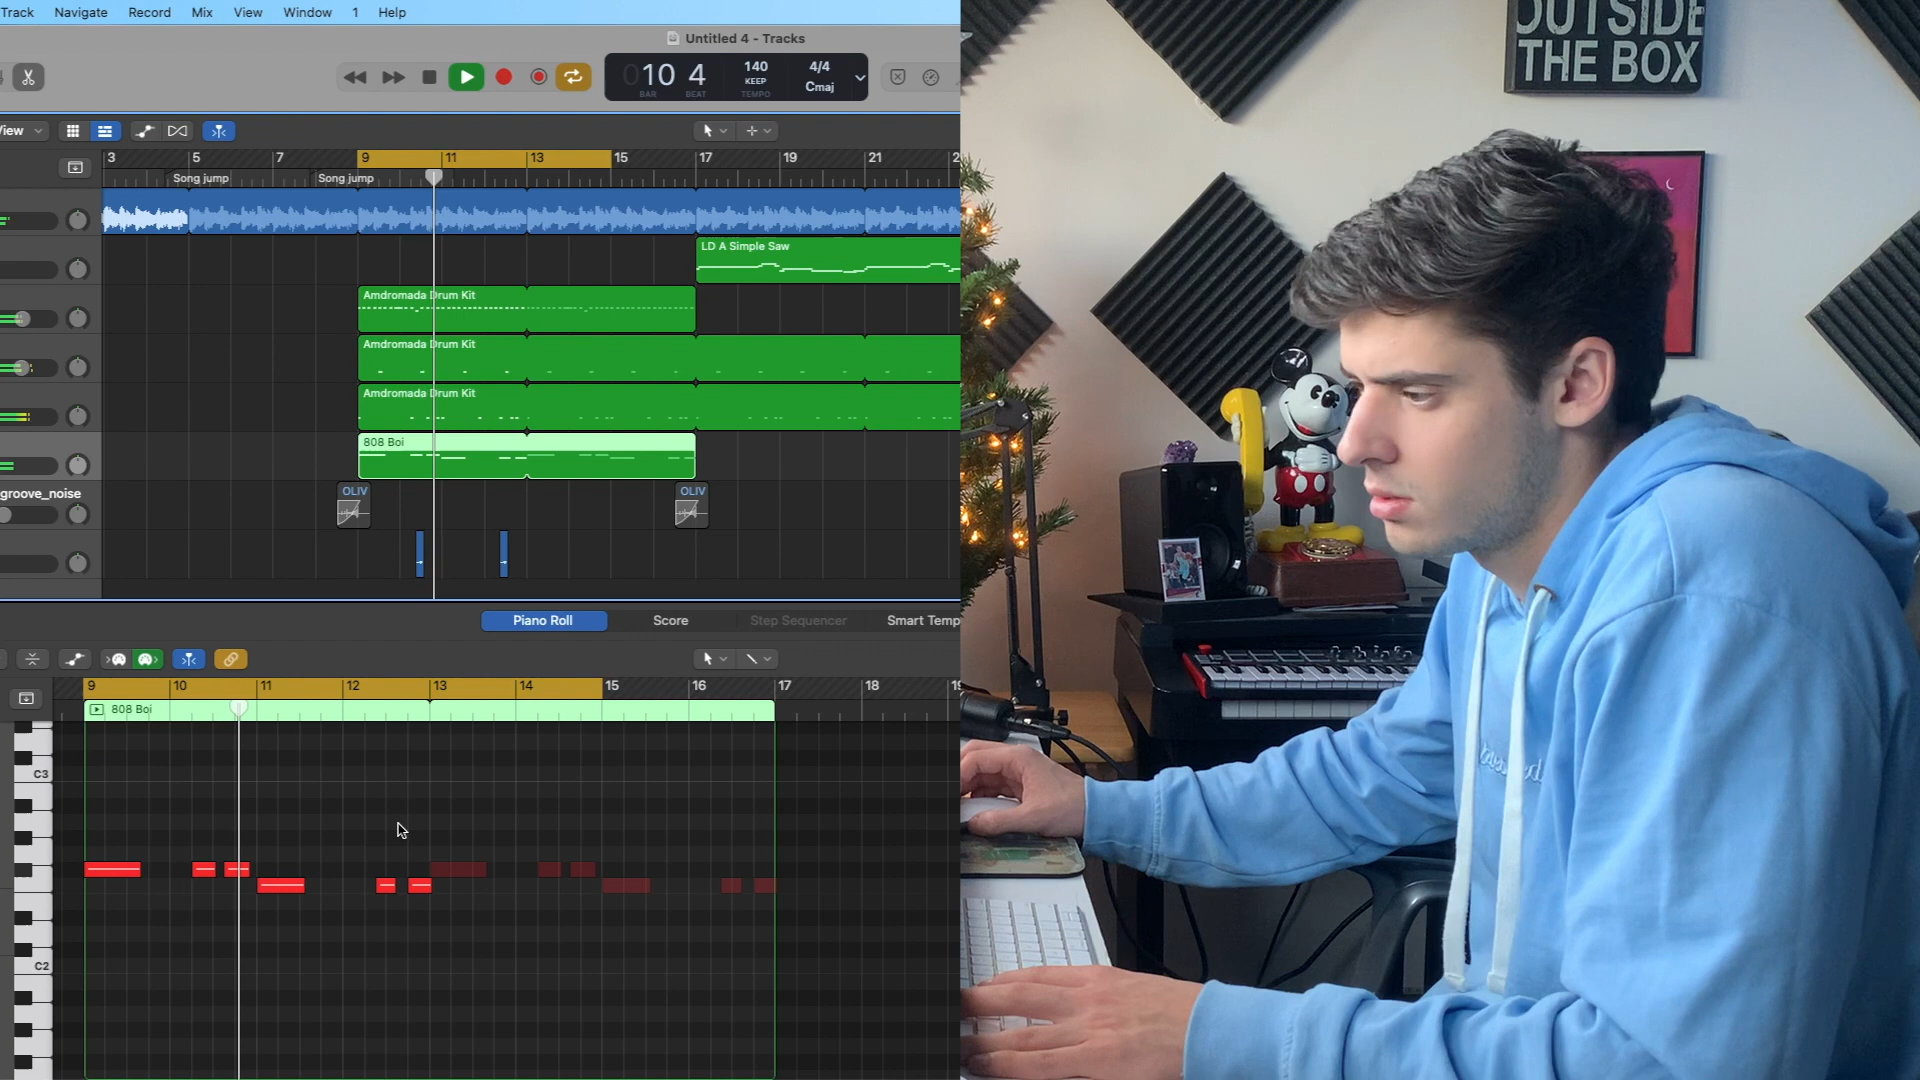 Track Navigate Record Mix View Window 1 Help
Untitled 4 - Tracks
10 4
BAR BEAT
140
KEEP
TEMPO
4/4
Cmaj
View
3 5 7 9 11 13 15 17 19 21
Song jump Song jump
LD A Simple Saw
Amdromada Drum Kit
Amdromada Drum Kit
Amdromada Drum Kit
808 Boi
OLIV OLIV
groove_noise
Piano Roll Score Step Sequencer Smart Temp
9 10 11 12 13 14 15 16 17 18 19
808 Boi
C3
C2
OUTSIDE
THE BOX